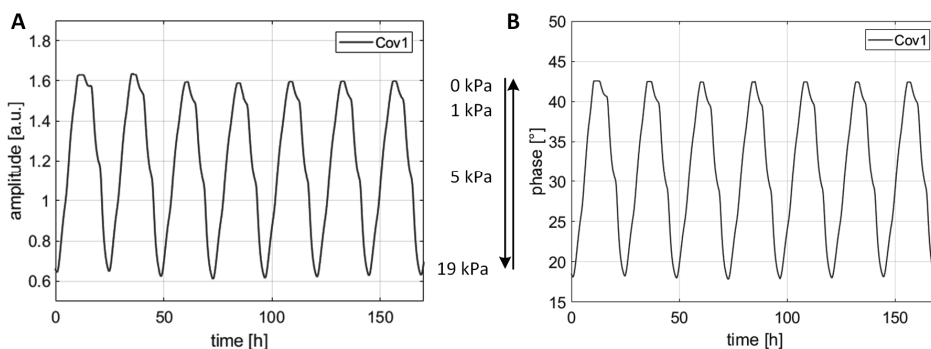 A
amplitude [a.u.]
1.8
1.6
1.4
1.2
1
0.8
0.6
0
50
100
150
time [h]
Cov1
0 kPa
1 kPa
5 kPa
19 kPa
B
phase [°]
50
45
40
35
30
25
20
15
0
50
100
150
time [h]
Cov1